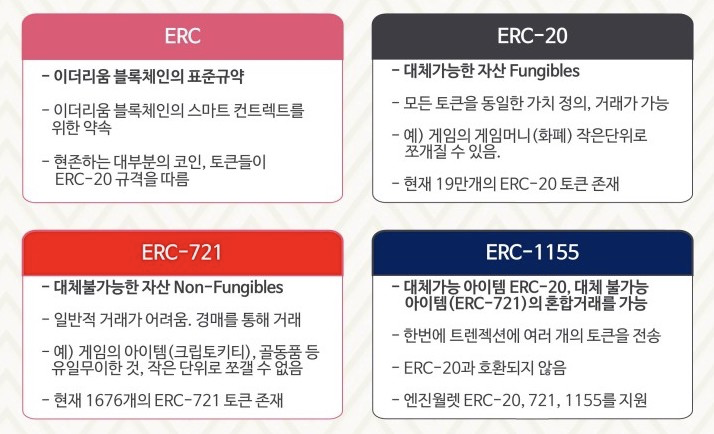 ERC
- 이더리움 블록체인의 표준규약
- 이더리움 블록체인의 스마트 컨트렉트를
위한 약속
- 현존하는 대부분의 코인, 토큰들이
ERC-20 규격을 따름
ERC-20
- 대체가능한 자산 Fungibles
- 모든 토큰을 동일한 가치 정의, 거래가 가능
- 예) 게임의 게임머니(화폐) 작은단위로
쪼개질 수 있음.
- 현재 19만개의 ERC-20 토큰 존재
ERC-721
- 대체불가능한 자산 Non-Fungibles
- 일반적 거래가 어려움. 경매를 통해 거래
- 예) 게임의 아이템(크립토키티), 골동품 등
유일무이한 것, 작은 단위로 쪼갤 수 없음
- 현재 1676개의 ERC-721 토큰 존재
ERC-1155
- 대체가능 아이템 ERC-20, 대체 불가능
아이템(ERC-721)의 혼합거래를 가능
- 한번에 트렌젝션에 여러 개의 토큰을 전송
- ERC-20과 호환되지 않음
- 엔진월렛 ERC-20, 721, 1155를 지원